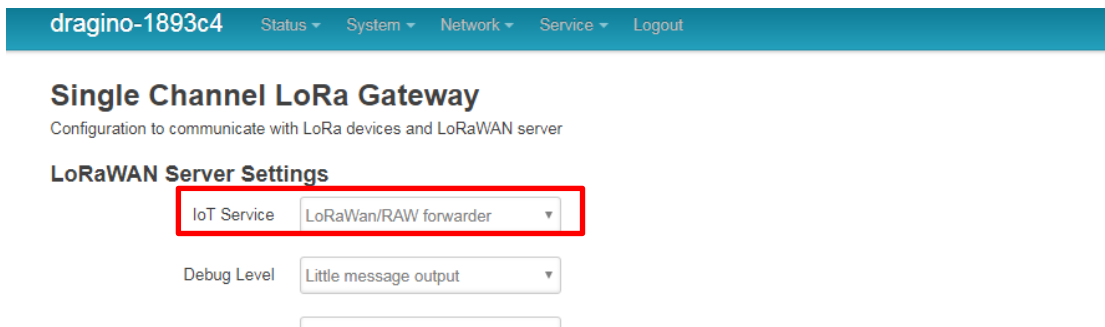 dragino-1893c4 Status System Network Service Logout
Single Channel LoRa Gateway
Configuration to communicate with LoRa devices and LoRaWAN server
LoRaWAN Server Settings
IoT Service LoRaWan/RAW forwarder
Debug Level Little message output